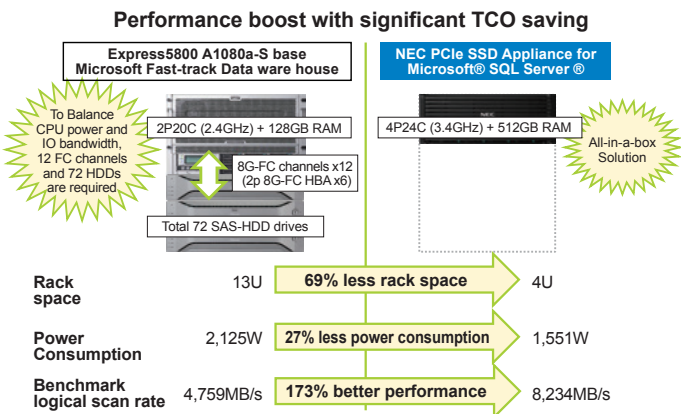 Performance boost with significant TCO saving
Express5800 A1080a-S base
Microsoft Fast-track Data ware house
NEC PCIe SSD Appliance for
Microsoft® SQL Server ®
To Balance
CPU power and
IO bandwidth,
12 FC channels
and 72 HDDs
are required
2P20C (2.4GHz) + 128GB RAM
8G-FC channels x12
(2p 8G-FC HBA x6)
Total 72 SAS-HDD drives
NEC
4P24C (3.4GHz) + 512GB RAM
All-in-a-box
Solution
Rack
space
13U
69% less rack space
4U
Power
Consumption
2,125W
27% less power consumption
1,551W
Benchmark
logical scan rate
4,759MB/s
173% better performance
8,234MB/s